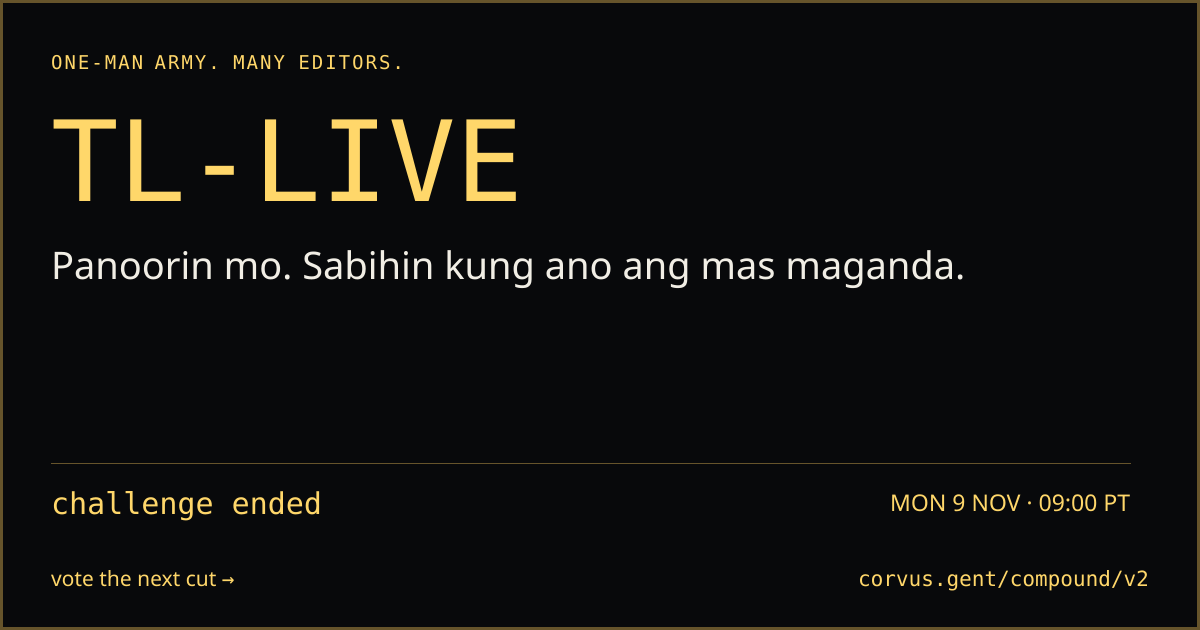 ONE-MAN ARMY. MANY EDITORS.
TL-LIVE
Panoorin mo. Sabihin kung ano ang mas maganda.
challenge ended
MON 9 NOV · 09:00 PT
vote the next cut →
corvus.gent/compound/v2